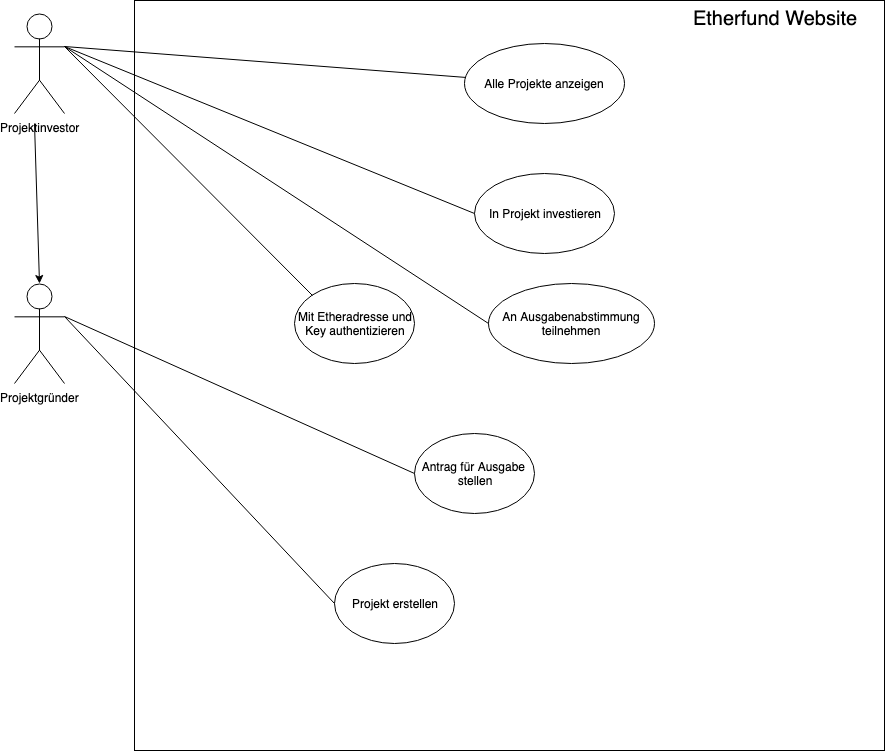 Etherfund Website
Alle Projekte anzeigen
Projektinvestor
In Projekt investieren
Mit Etheradresse und
Key authentizieren
An Ausgabenabstimmung
teilnehmen
Projektgründer
Antrag für Ausgabe
stellen
Projekt erstellen